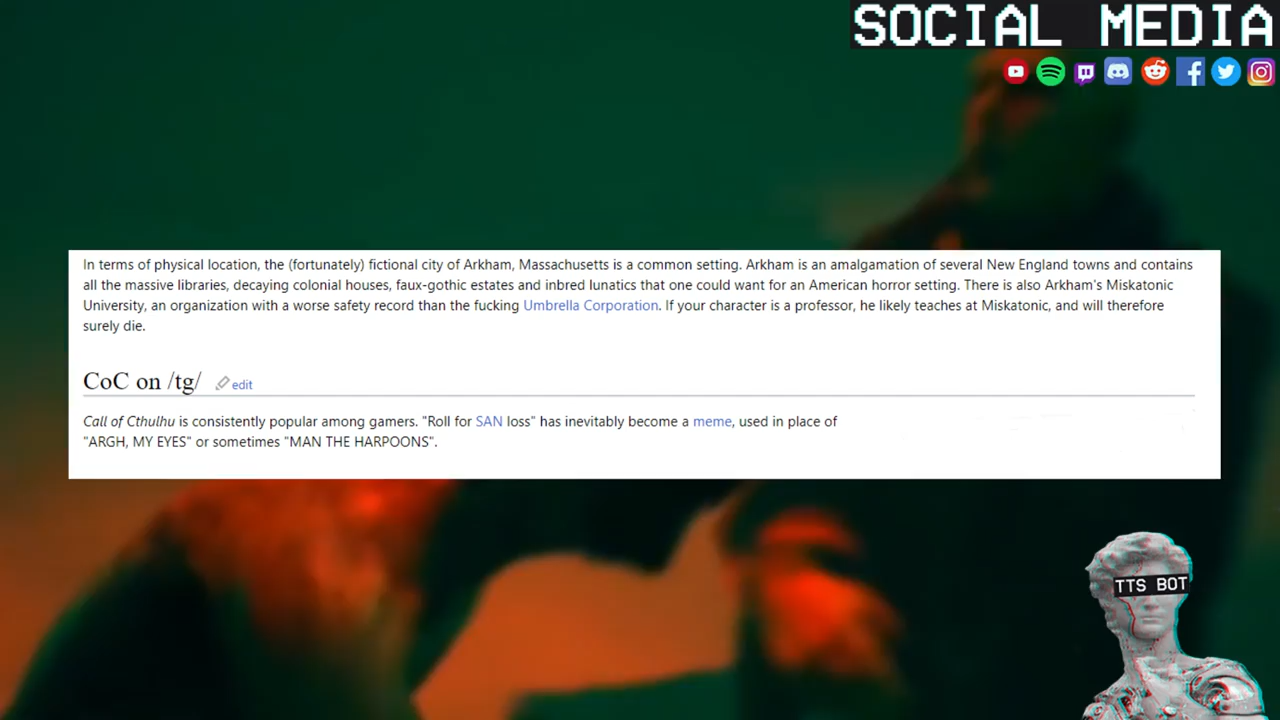 SOCIAL MEDIA
In terms of physical location, the (fortunately) fictional city of Arkham, Massachusetts is a common setting. Arkham is an amalgamation of several New England towns and contains
all the massive libraries, decaying colonial houses, faux-gothic estates and inbred lunatics that one could want for an American horror setting. There is also Arkham's Miskatonic
University, an organization with a worse safety record than the fucking Umbrella Corporation. If your character is a professor, he likely teaches at Miskatonic, and will therefore
surely die.
CoC on /tg/ edit
Call of Cthulhu is consistently popular among gamers. "Roll for SAN loss" has inevitably become a meme, used in place of
"ARGH, MY EYES" or sometimes "MAN THE HARPOONS".
TTS BOT